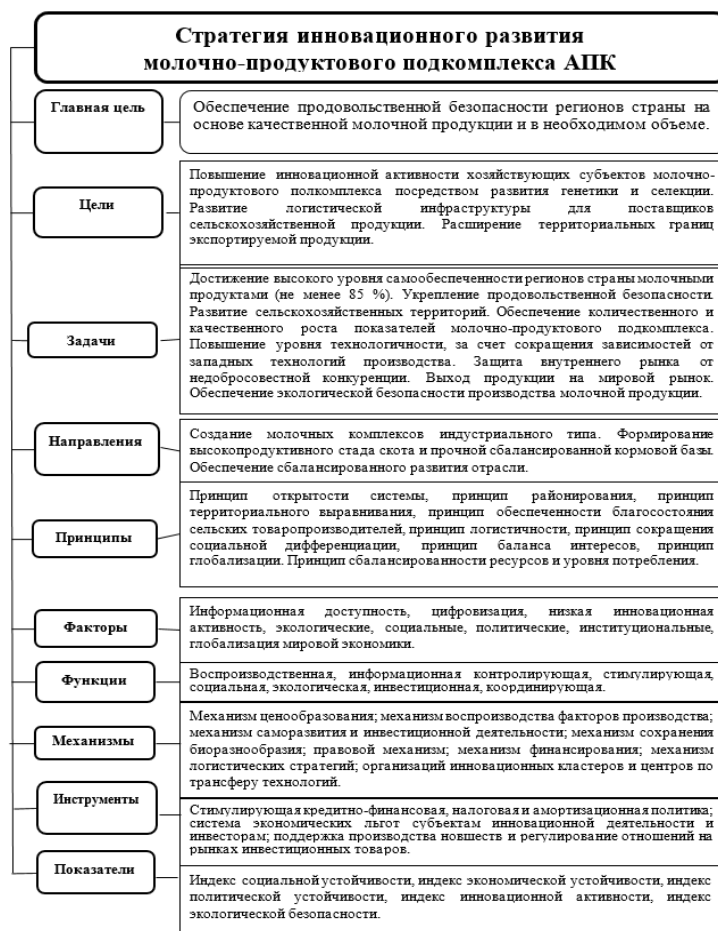 Стратегия инновационного развития
молочно-продуктового подкомплекса АПК
Главная цель
Обеспечение продовольственной безопасности регионов страны на
основе качественной молочной продукции и в необходимом объеме.
Цели
Повышение инновационной активности хозяйствующих субъектов молочно-
продуктового полкомплекса посредством развития генетики и селекции.
Развитие логистической инфраструктуры для поставщиков
сельскохозяйственной продукции. Расширение территориальных границ
экспортируемой продукции.
Задачи
Достижение высокого уровня самообеспеченности регионов страны молочными
продуктами (не менее 85 %). Укрепление продовольственной безопасности.
Развитие сельскохозяйственных территорий. Обеспечение количественного и
качественного роста показателей молочно-продуктового подкомплекса.
Повышение уровня технологичности, за счет сокращения зависимостей от
западных технологий производства. Защита внутреннего рынка от
недобросовестной конкуренции. Выход продукции на мировой рынок.
Обеспечение экологической безопасности производства молочной продукции.
Направления
Создание молочных комплексов индустриального типа. Формирование
высокопродуктивного стада скота и прочной сбалансированной кормовой базы.
Обеспечение сбалансированного развития отрасли.
Принципы
Принцип открытости системы, принцип районирования, принцип
территориального выравнивания, принцип обеспеченности благосостояния
сельских товаропроизводителей, принцип логистичности, принцип сокращения
социальной дифференциации, принцип баланса интересов, принцип
глобализации. Принцип сбалансированности ресурсов и уровня потребления.
Факторы
Информационная доступность, цифровизация, низкая инновационная
активность, экологические, социальные, политические, институциональные,
глобализация мировой экономики.
Функции
Воспроизводственная, информационная контролирующая, стимулирующая,
социальная, экологическая, инвестиционная, координирующая.
Механизмы
Механизм ценообразования; механизм воспроизводства факторов производства;
механизм саморазвития и инвестиционной деятельности; механизм сохранения
биоразнообразия; правовой механизм; механизм финансирования; механизм
логистических стратегий; организаций инновационных кластеров и центров по
трансферу технологий.
Инструменты
Стимулирующая кредитно-финансовая, налоговая и амортизационная политика;
система экономических льгот субъектам инновационной деятельности и
инвесторам; поддержка производства новшеств и регулирование отношений на
рынках инвестиционных товаров.
Показатели
Индекс социальной устойчивости, индекс экономической устойчивости, индекс
политической устойчивости, индекс инновационной активности, индекс
экологической безопасности.